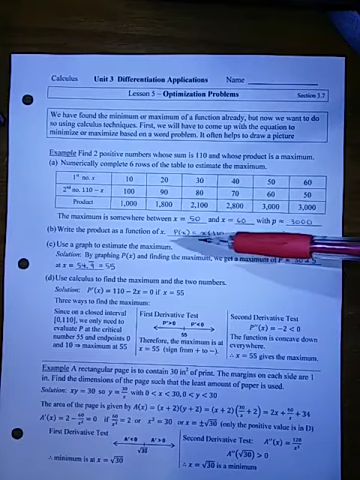 Calculus Unit 3 Differentiation Applications Name
Lesson 5 – Optimization Problems Section 3.7
We have found the minimum or maximum of a function already, but now we want to do
so using calculus techniques. First, we will have to come up with the equation to
minimize or maximize based on a word problem. It often helps to draw a picture
Example Find 2 positive numbers whose sum is 110 and whose product is a maximum.
(a) Numerically complete 6 rows of the table to estimate the maximum.
1st no. x 10 20 30 40 50 60
2nd no. 110 − x 100 90 80 70 60 50
Product 1,000 1,800 2,100 2,800 3,000 3,000
The maximum is somewhere between x = 50 and x = 60 with p ≈ 3000
(b) Write the product as a function of x. P(x) =
(c) Use a graph to estimate the maximum.
Solution: By graphing P(x) and finding the maximum, we get a maximum of P
at x = 54.9 ≈ 55
(d) Use calculus to find the maximum and the two numbers.
Solution: P'(x) = 110 − 2x = 0 if x = 55
Three ways to find the maximum:
Since on a closed interval
[0,110], we only need to
evaluate P at the critical
number 55 and endpoints 0
and 10 ⇒ maximum at 55
First Derivative Test
P'>0 P'<0
55
Therefore, the maximum is at
x = 55 (sign from + to −).
Second Derivative Test
P''(x) = −2 < 0
The function is concave down
everywhere.
∴ x = 55 gives the maximum.
Example A rectangular page is to contain 30 in² of print. The margins on each side are 1
in. Find the dimensions of the page such that the least amount of paper is used.
Solution: xy = 30 so y = 30/x with 0 < x < 30, 0 < y < 30
The area of the page is given by A(x) = (x + 2)(y + 2) = (x + 2)(30/x + 2) = 2x + 60/x + 34
A'(x) = 2 − 60/x² = 0 if 60/x² = 2 or x² = 30 or x = ±√30 (only the positive value is in D)
First Derivative Test
A'<0 A'>0
√30
∴ minimum is at x = √30
Second Derivative Test: A''(x) = 120/x³
A''(√30) > 0
∴ x = √30 is a minimum